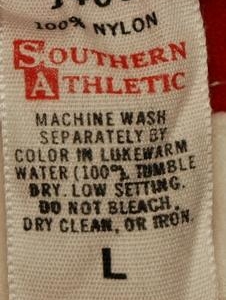 100% NYLON
SOUTHERN
ATHLETIC
MACHINE WASH
SEPARATELY BY
COLOR IN LUKEWARM
WATER (100°). TUMBLE
DRY. LOW SETTING.
DO NOT BLEACH.
DRY CLEAN, OR IRON.
L